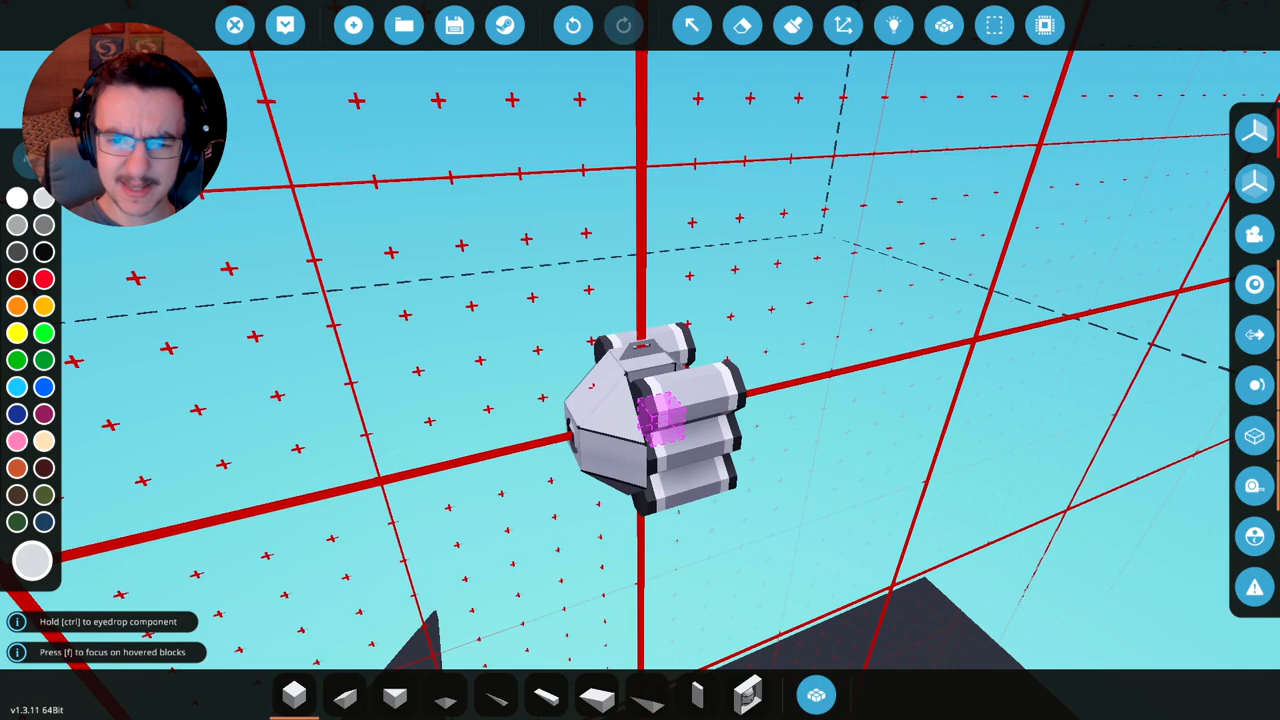 Hold [ctrl] to eyedrop component
Press [f] to focus on hovered blocks
v1.3.11 64Bit